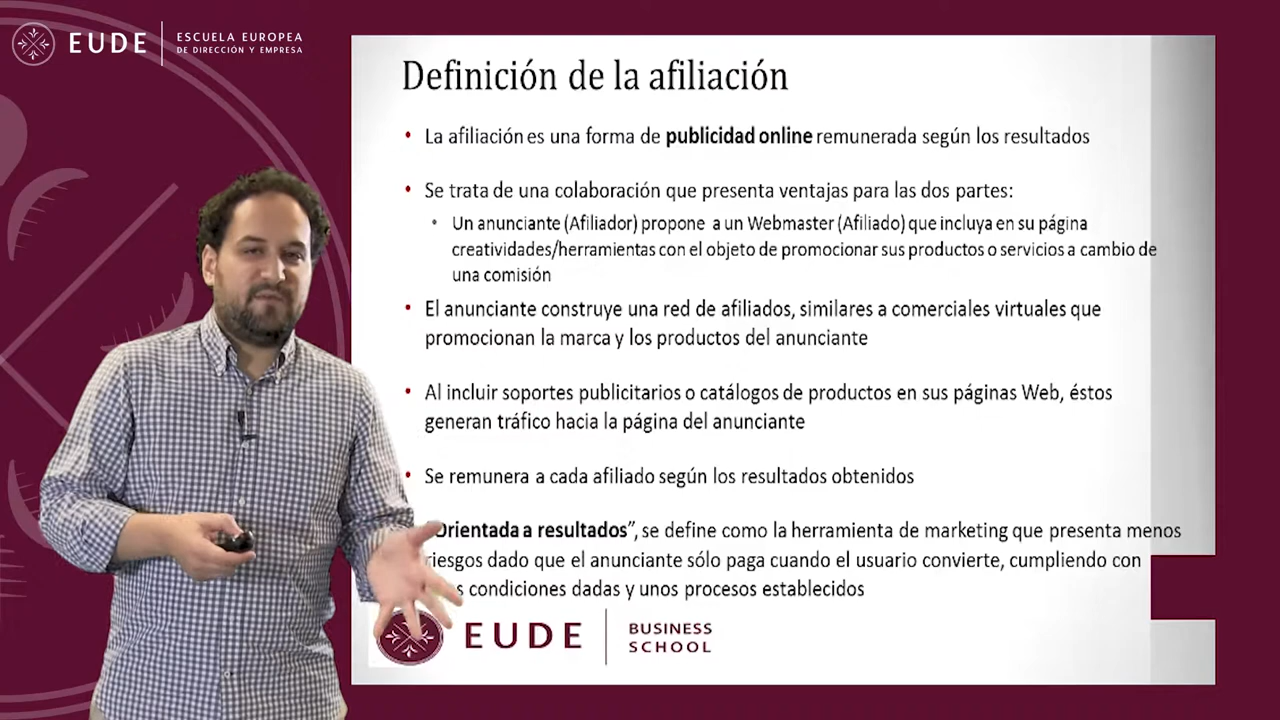 EUDE
ESCUELA EUROPEA
DE DIRECCIÓN Y EMPRESA
Definición de la afiliación
La afiliación es una forma de publicidad online remunerada según los resultados
Se trata de una colaboración que presenta ventajas para las dos partes:
Un anunciante (Afiliador) propone a un Webmaster (Afiliado) que incluya en su página
creatividades/herramientas con el objeto de promocionar sus productos o servicios a cambio de
una comisión
El anunciante construye una red de afiliados, similares a comerciales virtuales que
promocionan la marca y los productos del anunciante
Al incluir soportes publicitarios o catálogos de productos en sus páginas Web, éstos
generan tráfico hacia la página del anunciante
Se remunera a cada afiliado según los resultados obtenidos
Orientada a resultados”, se define como la herramienta de marketing que presenta menos
riesgos dado que el anunciante sólo paga cuando el usuario convierte, cumpliendo con
condiciones dadas y unos procesos establecidos
EUDE
BUSINESS
SCHOOL